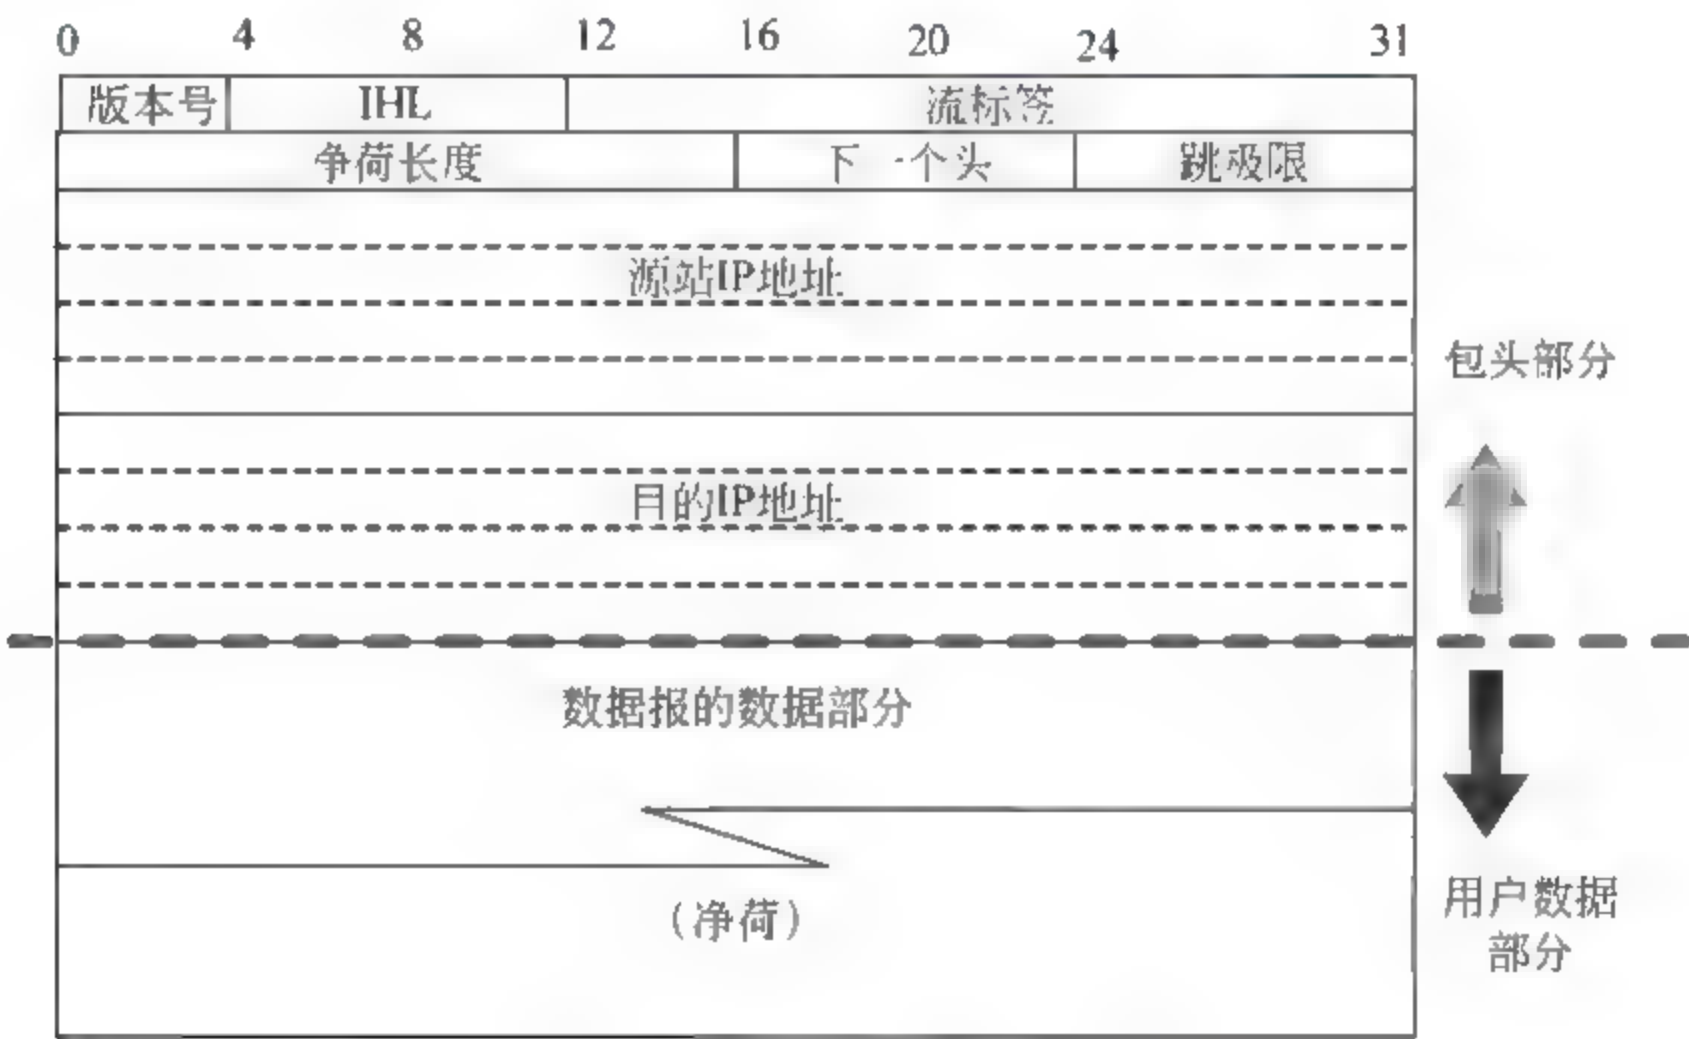 0 4 8 12 16 20 24 31
版本号 IHL 流标签
争荷长度 下一个头 跳极限
源站IP地址
包头部分
目的IP地址
数据报的数据部分
(净荷)
用户数据
部分